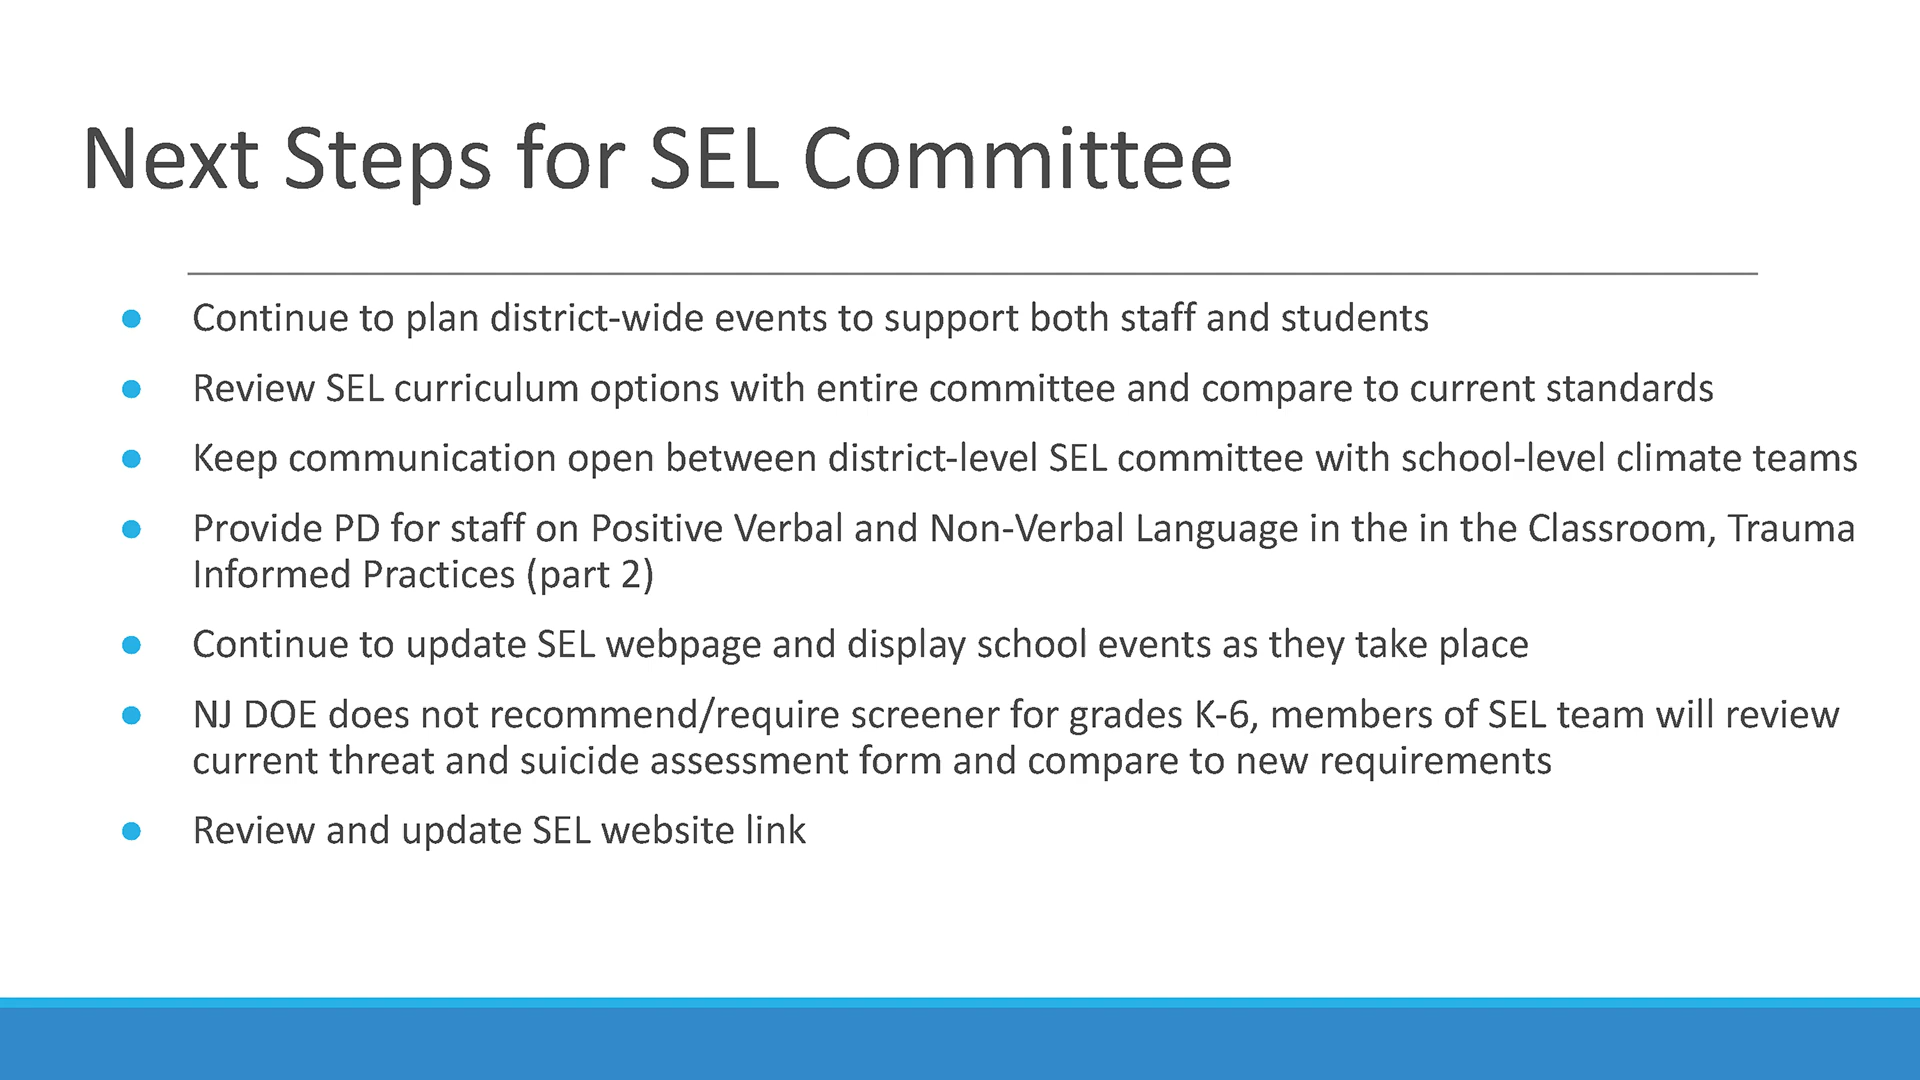 Next Steps for SEL Committee
● Continue to plan district-wide events to support both staff and students
● Review SEL curriculum options with entire committee and compare to current standards
● Keep communication open between district-level SEL committee with school-level climate teams
● Provide PD for staff on Positive Verbal and Non-Verbal Language in the in the Classroom, Trauma
Informed Practices (part 2)
● Continue to update SEL webpage and display school events as they take place
● NJ DOE does not recommend/require screener for grades K-6, members of SEL team will review
current threat and suicide assessment form and compare to new requirements
● Review and update SEL website link